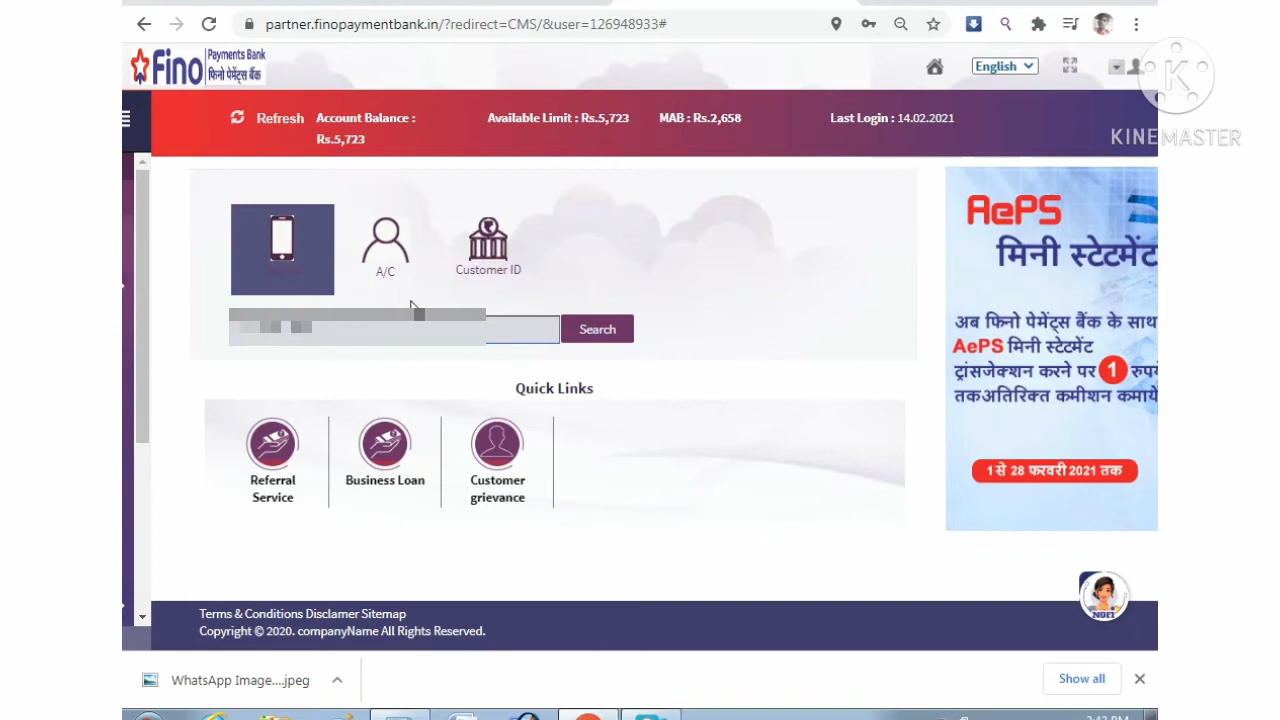 partner.finopaymentbank.in/?redirect=CMS/&user=126948933#
Fino
Payments Bank
फिनो पेमेंट्स बैंक
English
KINEMASTER
K
Refresh
Account Balance :
Rs.5,723
Available Limit : Rs.5,723
MAB : Rs.2,658
Last Login : 14.02.2021
A/C
Customer ID
Search
Quick Links
Referral
Service
Business Loan
Customer
grievance
AePS
मिनी स्टेटमेंट
अब फिनो पेमेंट्स बैंक के साथ
AePS मिनी स्टेटमेंट
ट्रांसजेक्शन करने पर 1
तकअतिरिक्त कमीशन कमाये
1 से 28 फरवरी 2021 तक
Terms & Conditions Disclamer Sitemap
Copyright © 2020. companyName All Rights Reserved.
WhatsApp Image....jpeg
Show all